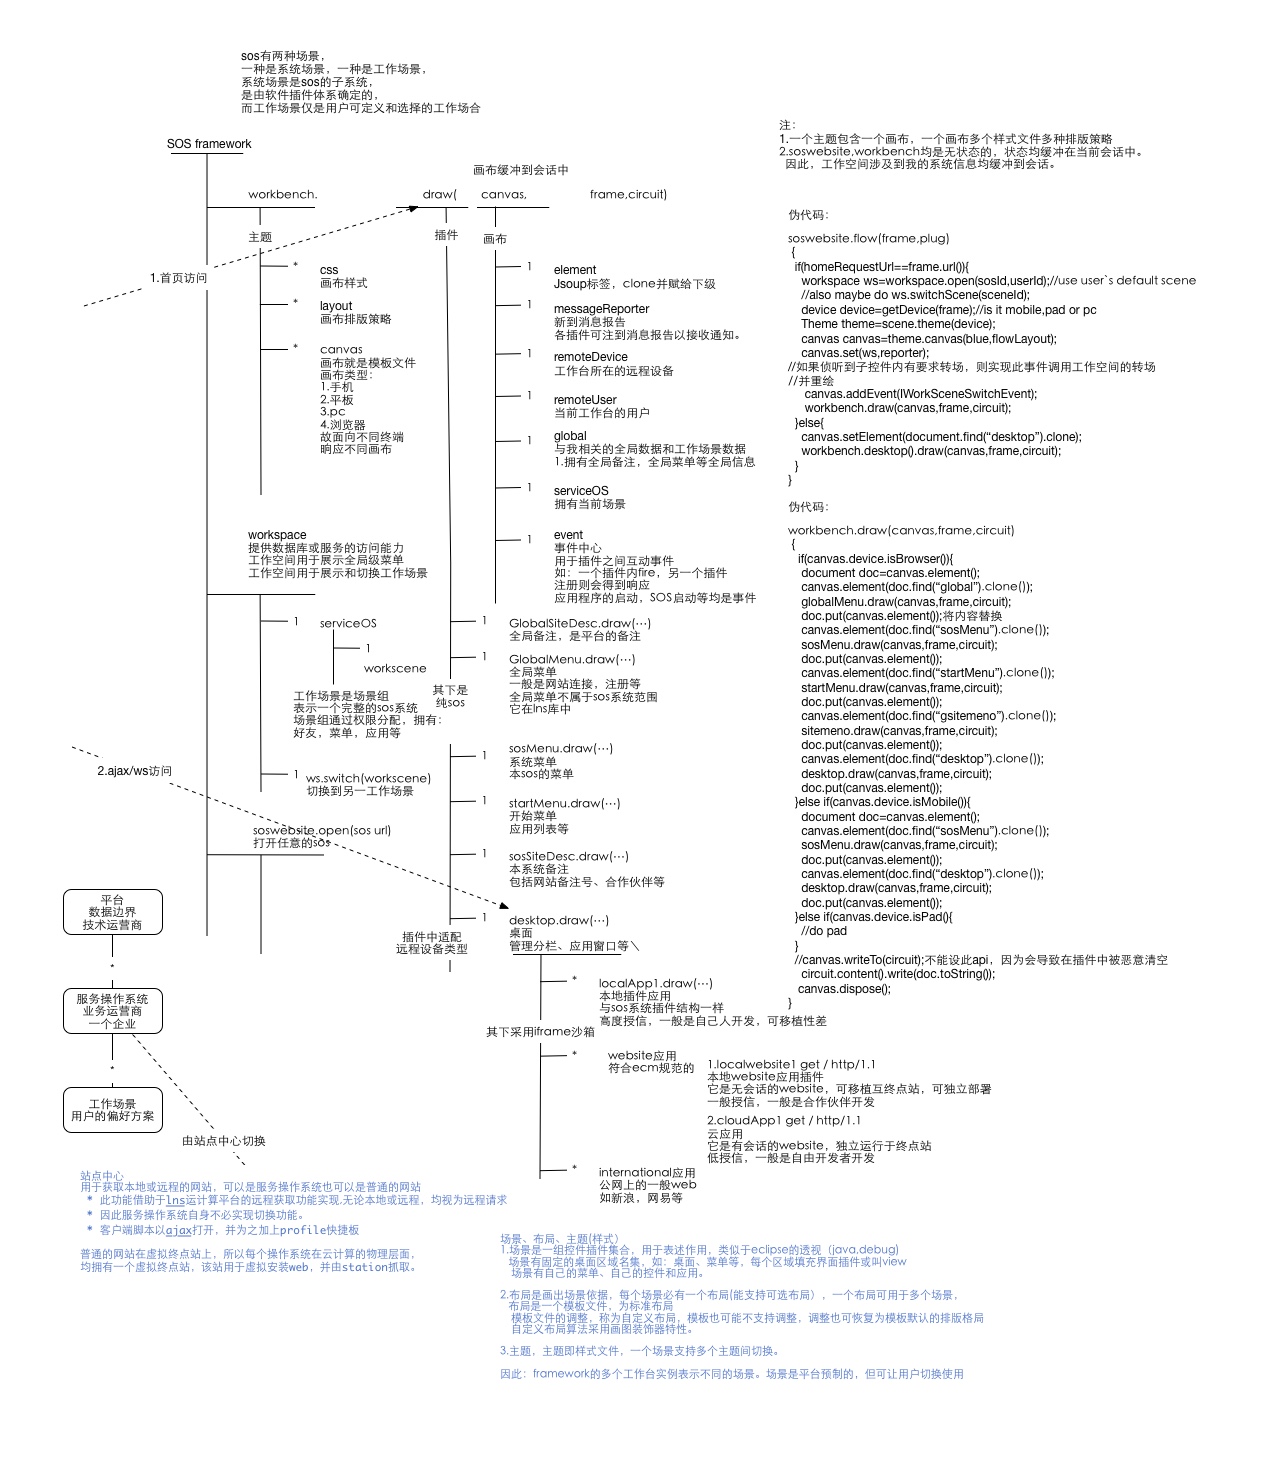 sos有两种场景，
一种是系统场景，一种是工作场景，
系统场景是sos的子系统，
是由软件插件体系确定的，
而工作场景仅是用户可定义和选择的工作场合
SOS framework
画布缓冲到会话中
workbench.
draw(
canvas,
frame,circuit)
主题
插件
画布
1.首页访问
*
css
画布样式
*
layout
画布排版策略
*
canvas
画布就是模板文件
画布类型：
1.手机
2.平板
3.pc
4.浏览器
故面向不同终端
响应不同画布
1
element
Jsoup标签，clone并赋给下级
1
messageReporter
新到消息报告
各插件可注到消息报告以接收通知。
1
remoteDevice
工作台所在的远程设备
1
remoteUser
当前工作台的用户
1
global
与我相关的全局数据和工作场景数据
1.拥有全局备注，全局菜单等全局信息
1
serviceOS
拥有当前场景
1
event
事件中心
用于插件之间互动事件
如：一个插件内fire，另一个插件
注册则会得到响应
应用程序的启动，SOS启动等均是事件
workspace
提供数据库或服务的访问能力
工作空间用于展示全局级菜单
工作空间用于展示和切换工作场景
1
serviceOS
1
workscene
工作场景是场景组
表示一个完整的sos系统
场景组通过权限分配，拥有：
好友，菜单，应用等
1
ws.switch(workscene)
切换到另一工作场景
2.ajax/ws访问
soswebsite.open(sos url)
打开任意的sos
1
GlobalSiteDesc.draw(…)
全局备注，是平台的备注
1
GlobalMenu.draw(…)
全局菜单
一般是网站连接，注册等
全局菜单不属于sos系统范围
它在lns库中
其下是
纯sos
1
sosMenu.draw(…)
系统菜单
本sos的菜单
1
startMenu.draw(…)
开始菜单
应用列表等
1
sosSiteDesc.draw(…)
本系统备注
包括网站备注号、合作伙伴等
1
desktop.draw(…)
桌面
管理分栏、应用窗口等＼
插件中适配
远程设备类型
*
localApp1.draw(…)
本地插件应用
与sos系统插件结构一样
高度授信，一般是自己人开发，可移植性差
其下采用iframe沙箱
*
website应用
符合ecm规范的
1.localwebsite1 get / http/1.1
本地website应用插件
它是无会话的website，可移植互终点站，可独立部署
一般授信，一般是合作伙伴开发
2.cloudApp1 get / http/1.1
云应用
它是有会话的website，独立运行于终点站
低授信，一般是自由开发者开发
*
international应用
公网上的一般web
如新浪，网易等
注：
1.一个主题包含一个画布，一个画布多个样式文件多种排版策略
2.soswebsite,workbench均是无状态的，状态均缓冲在当前会话中。
因此，工作空间涉及到我的系统信息均缓冲到会话。
伪代码：
soswebsite.flow(frame,plug)
{
if(homeRequestUrl==frame.url()){
workspace ws=workspace.open(sosId,userId);//use user`s default scene
//also maybe do ws.switchScene(sceneId);
device device=getDevice(frame);//is it mobile,pad or pc
Theme theme=scene.theme(device);
canvas canvas=theme.canvas(blue,flowLayout);
canvas.set(ws,reporter);
//如果侦听到子控件内有要求转场，则实现此事件调用工作空间的转场
//并重绘
canvas.addEvent(IWorkSceneSwitchEvent);
workbench.draw(canvas,frame,circuit);
}else{
canvas.setElement(document.find(“desktop”).clone);
workbench.desktop().draw(canvas,frame,circuit);
}
}
伪代码：
workbench.draw(canvas,frame,circuit)
{
if(canvas.device.isBrowser()){
document doc=canvas.element();
canvas.element(doc.find(“global”).clone());
globalMenu.draw(canvas,frame,circuit);
doc.put(canvas.element());将内容替换
canvas.element(doc.find(“sosMenu”).clone());
sosMenu.draw(canvas,frame,circuit);
doc.put(canvas.element());
canvas.element(doc.find(“startMenu”).clone());
startMenu.draw(canvas,frame,circuit);
doc.put(canvas.element());
canvas.element(doc.find(“gsitemeno”).clone());
sitemeno.draw(canvas,frame,circuit);
doc.put(canvas.element());
canvas.element(doc.find(“desktop”).clone());
desktop.draw(canvas,frame,circuit);
doc.put(canvas.element());
}else if(canvas.device.isMobile()){
document doc=canvas.element();
canvas.element(doc.find(“sosMenu”).clone());
sosMenu.draw(canvas,frame,circuit);
doc.put(canvas.element());
canvas.element(doc.find(“desktop”).clone());
desktop.draw(canvas,frame,circuit);
doc.put(canvas.element());
}else if(canvas.device.isPad(){
//do pad
}
//canvas.writeTo(circuit);不能设此api，因为会导致在插件中被恶意清空
circuit.content().write(doc.toString());
canvas.dispose();
}
平台
数据边界
技术运营商
*
服务操作系统
业务运营商
一个企业
*
工作场景
用户的偏好方案
由站点中心切换
站点中心
用于获取本地或远程的网站，可以是服务操作系统也可以是普通的网站
* 此功能借助于lns运计算平台的远程获取功能实现.无论本地或远程，均视为远程请求
* 因此服务操作系统自身不必实现切换功能。
* 客户端脚本以ajax打开，并为之加上profile快捷板
普通的网站在虚拟终点站上，所以每个操作系统在云计算的物理层面，
均拥有一个虚拟终点站，该站用于虚拟安装web，并由station抓取。
场景、布局、主题(样式）
1.场景是一组控件插件集合，用于表述作用，类似于eclipse的透视（java,debug)
场景有固定的桌面区域名集，如：桌面、菜单等，每个区域填充界面插件或叫view
场景有自己的菜单、自己的控件和应用。
2.布局是画出场景依据，每个场景必有一个布局(能支持可选布局），一个布局可用于多个场景，
布局是一个模板文件，为标准布局
模板文件的调整，称为自定义布局，模板也可能不支持调整，调整也可恢复为模板默认的排版格局
自定义布局算法采用画图装饰器特性。
3.主题，主题即样式文件，一个场景支持多个主题间切换。
因此：framework的多个工作台实例表示不同的场景。场景是平台预制的，但可让用户切换使用